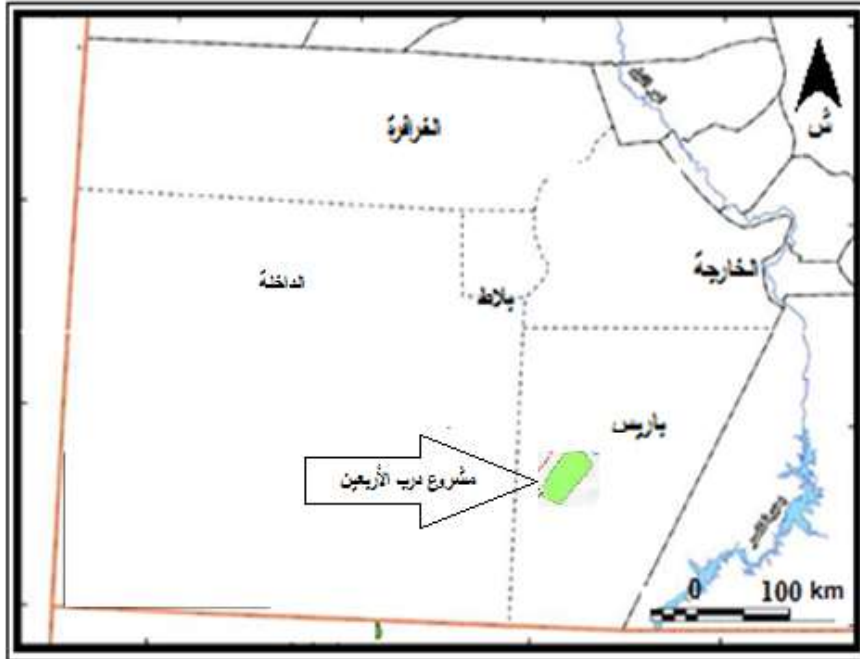 الفرافرة
ش
الداخلة
بلاط
الخارجة
باريس
مشروع درب الأربعين
0 100 km